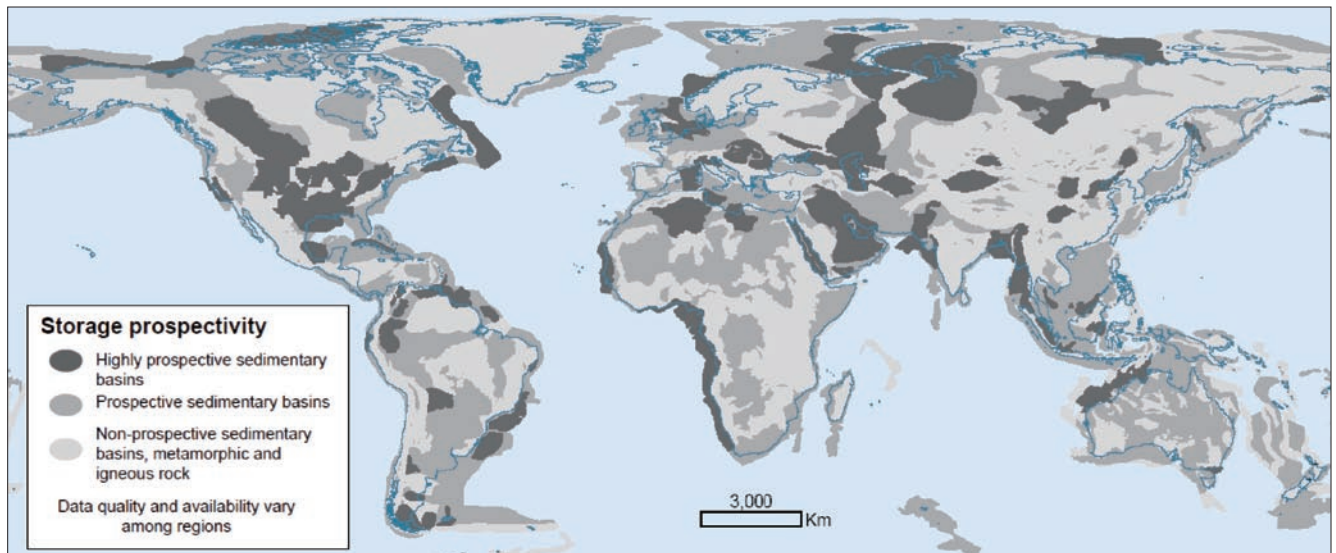 Storage prospectivity
Highly prospective sedimentary
basins
Prospective sedimentary basins
Non-prospective sedimentary
basins, metamorphic and
igneous rock
Data quality and availability vary
among regions
3,000
Km